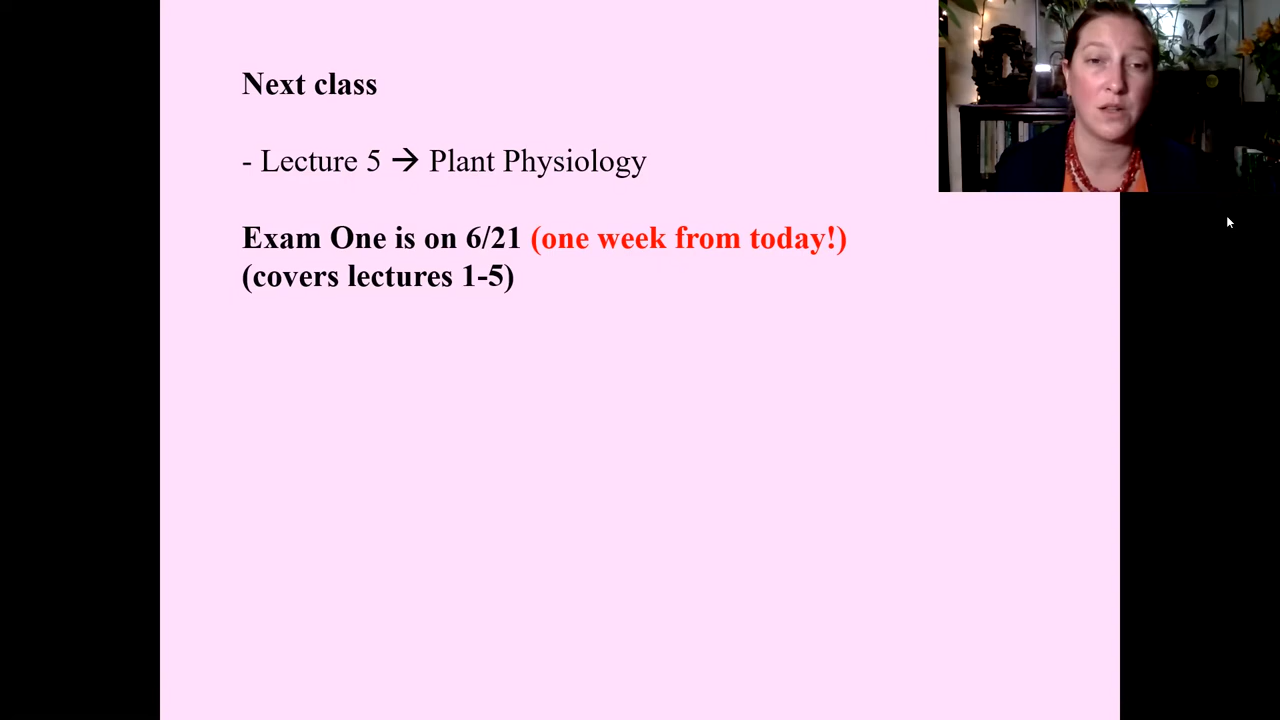 Next class
- Lecture 5 → Plant Physiology
Exam One is on 6/21 (one week from today!)
(covers lectures 1-5)